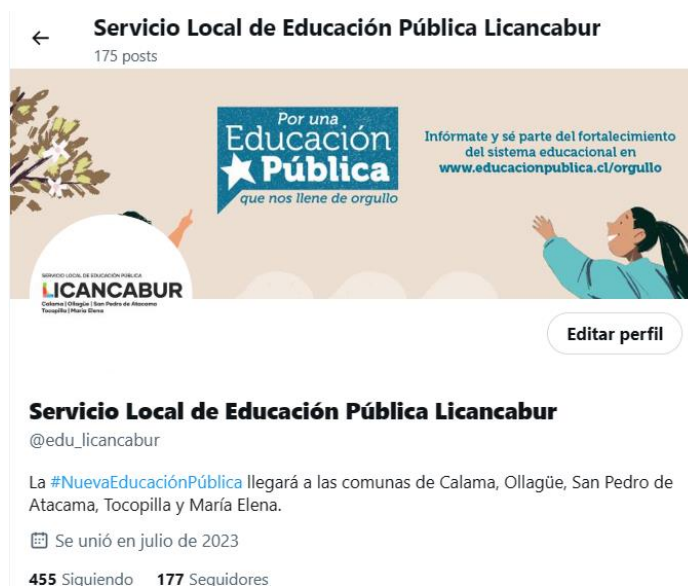 Servicio Local de Educación Pública Licancabur
175 posts
Por una
Educación
Pública
que nos llene de orgullo
Infórmate y sé parte del fortalecimiento
del sistema educacional en
www.educacionpublica.cl/orgullo
SERVICIO LOCAL DE EDUCACIÓN PÚBLICA
LICANCABUR
Calama | Ollagüe | San Pedro de Atacama
Tocopilla | María Elena
Editar perfil
Servicio Local de Educación Pública Licancabur
@edu_licancabur
La #NuevaEducaciónPública llegará a las comunas de Calama, Ollagüe, San Pedro de
Atacama, Tocopilla y María Elena.
Se unió en julio de 2023
455 Siguiendo 177 Seguidores